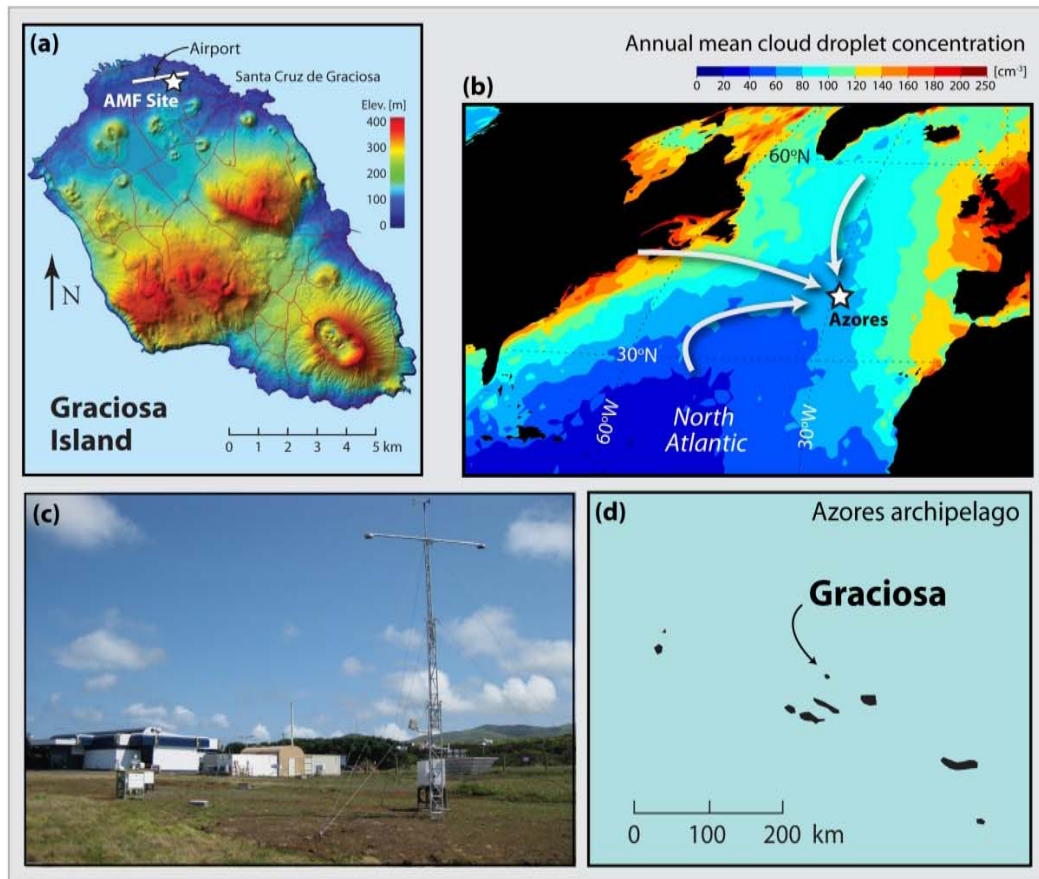 (a)
Airport
Santa Cruz de Graciosa
AMF Site
Elev. [m]
400
300
200
100
0
N
Graciosa
Island
0 1 2 3 4 5 km
Annual mean cloud droplet concentration
[cm⁻³]
0 20 40 60 80 100 120 140 160 180 200 250
(b)
60°N
Azores
30°N
60°W
North
Atlantic
30°W
(c)
(d)
Azores archipelago
Graciosa
0 100 200 km